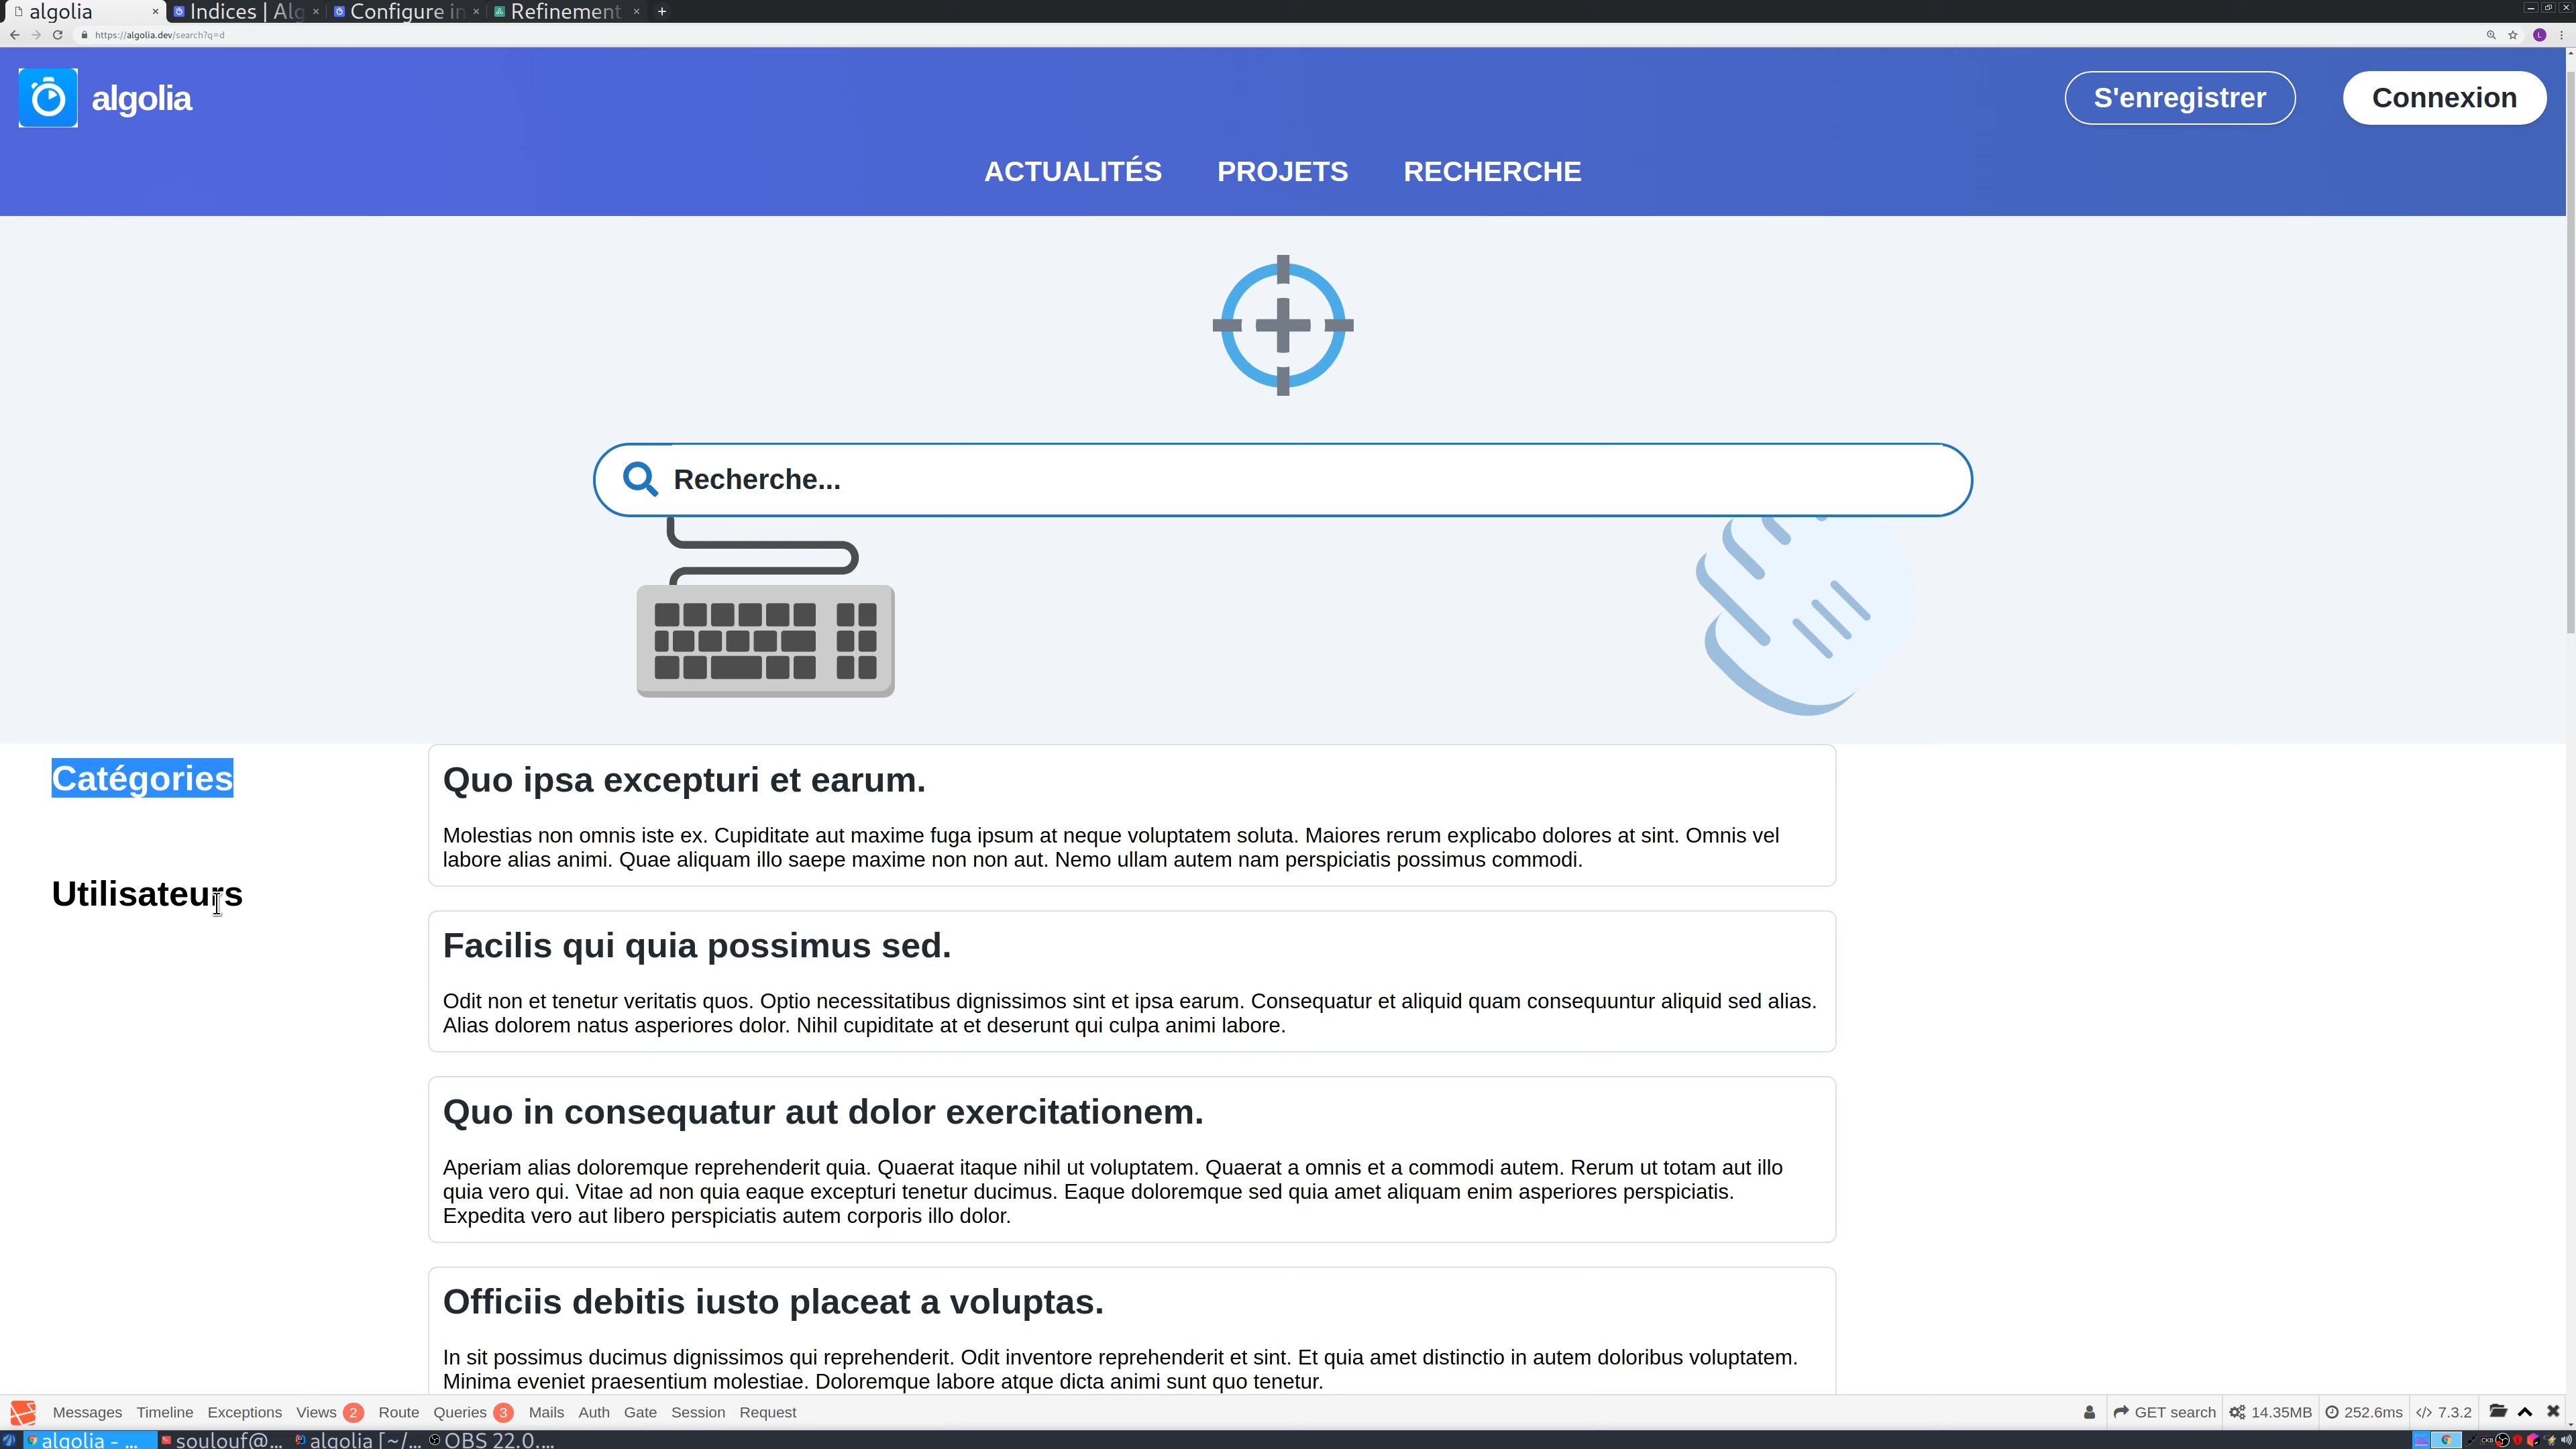 algolia
Indices | Alg
Configure in
Refinement
https://algolia.dev/search?q=d
L
algolia
S'enregistrer
Connexion
ACTUALITÉS
PROJETS
RECHERCHE
Recherche...
Catégories
Utilisateurs
Quo ipsa excepturi et earum.
Molestias non omnis iste ex. Cupiditate aut maxime fuga ipsum at neque voluptatem soluta. Maiores rerum explicabo dolores at sint. Omnis vel
labore alias animi. Quae aliquam illo saepe maxime non non aut. Nemo ullam autem nam perspiciatis possimus commodi.
Facilis qui quia possimus sed.
Odit non et tenetur veritatis quos. Optio necessitatibus dignissimos sint et ipsa earum. Consequatur et aliquid quam consequuntur aliquid sed alias.
Alias dolorem natus asperiores dolor. Nihil cupiditate at et deserunt qui culpa animi labore.
Quo in consequatur aut dolor exercitationem.
Aperiam alias doloremque reprehenderit quia. Quaerat itaque nihil ut voluptatem. Quaerat a omnis et a commodi autem. Rerum ut totam aut illo
quia vero qui. Vitae ad non quia eaque excepturi tenetur ducimus. Eaque doloremque sed quia amet aliquam enim asperiores perspiciatis.
Expedita vero aut libero perspiciatis autem corporis illo dolor.
Officiis debitis iusto placeat a voluptas.
In sit possimus ducimus dignissimos qui reprehenderit. Odit inventore reprehenderit et sint. Et quia amet distinctio in autem doloribus voluptatem.
Minima eveniet praesentium molestiae. Doloremque labore atque dicta animi sunt quo tenetur.
Messages Timeline Exceptions Views 2 Route Queries 3 Mails Auth Gate Session Request
GET search 14.35MB 252.6ms </> 7.3.2
algolia - ... soulouf@... algolia [~/... OBS 22.0....
CKB